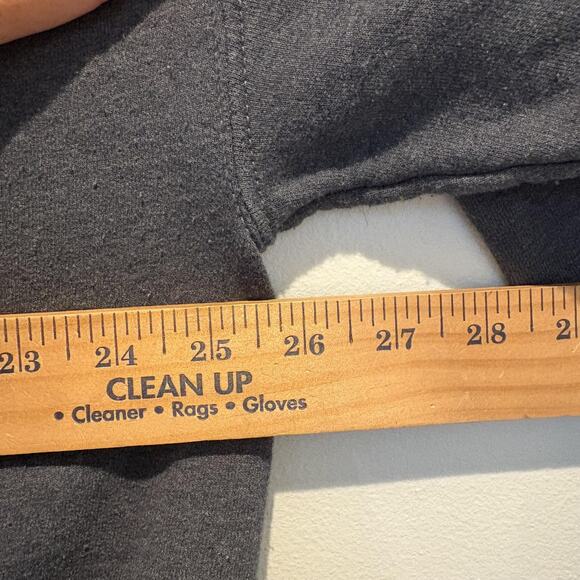 23 24 25 26 27 28 2
CLEAN UP
• Cleaner • Rags • Gloves